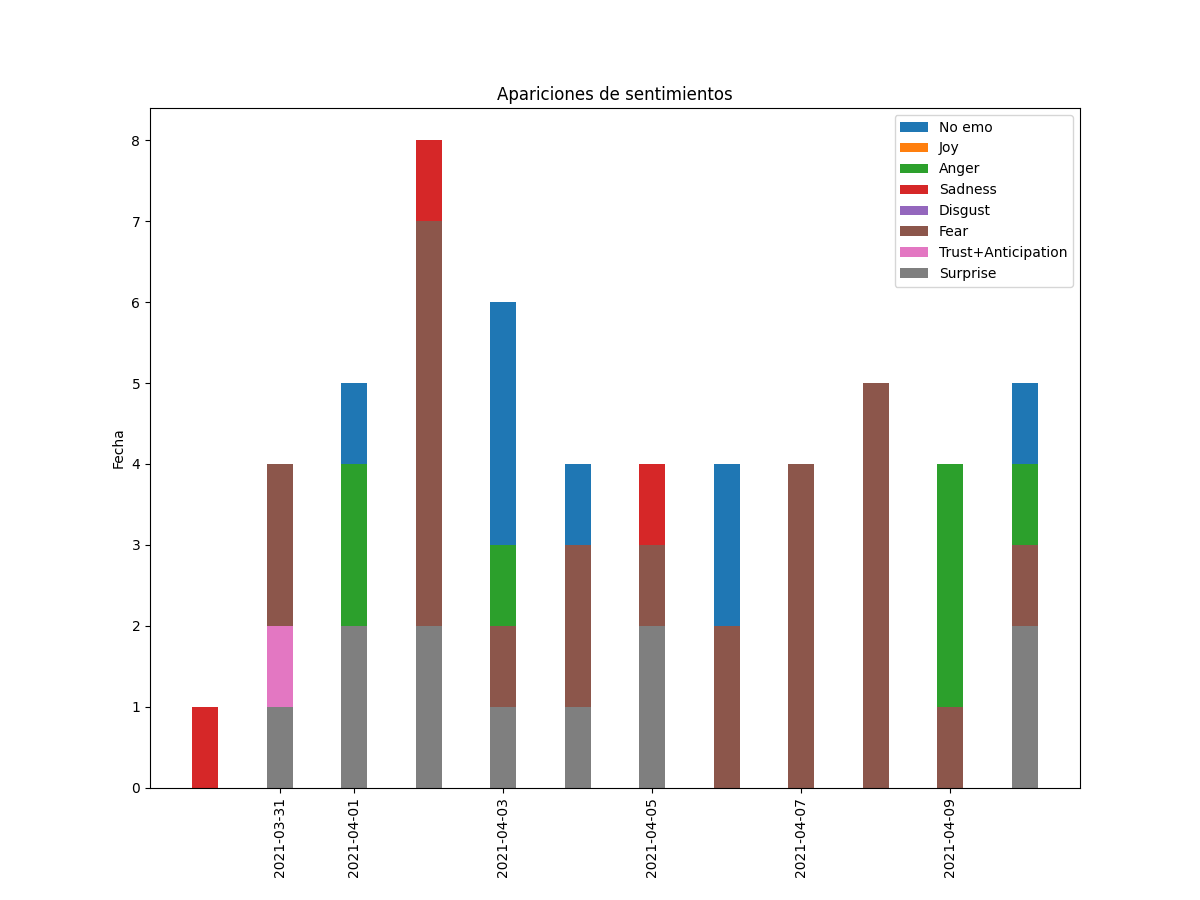 Apariciones de sentimientos
No emo
Joy
Anger
Sadness
Disgust
Fear
Trust+Anticipation
Surprise
Fecha
8
7
6
5
4
3
2
1
0
2021-03-31
2021-04-01
2021-04-03
2021-04-05
2021-04-07
2021-04-09